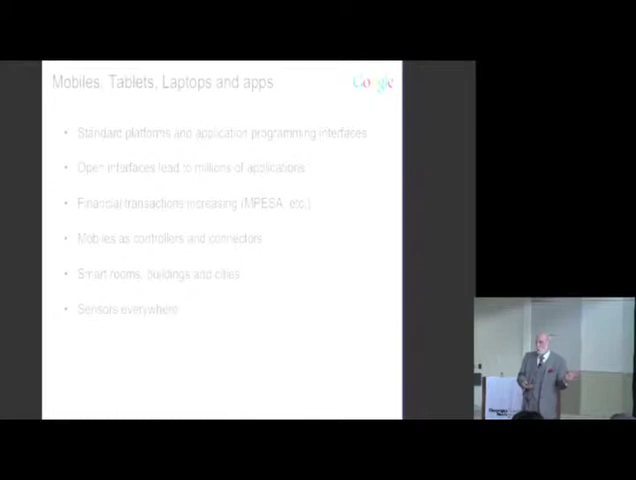 Mobiles, Tablets, Laptops and apps
Google
• Standard platforms and application programming interfaces
• Open interfaces lead to millions of applications
• Financial transactions increasing (MPESA, etc.)
• Mobiles as controllers and connectors
• Smart rooms, buildings and cities
• Sensors everywhere